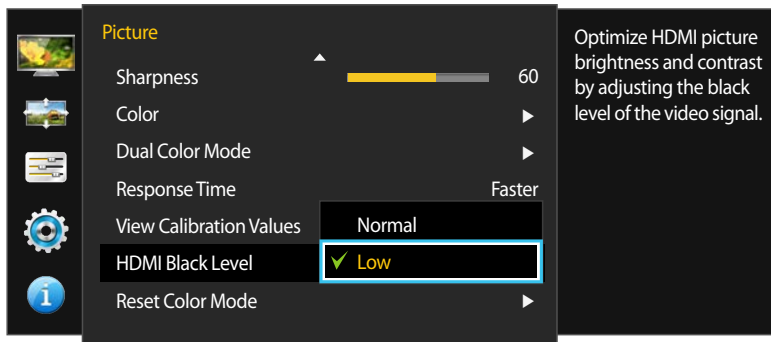 Picture
Sharpness 60
Color
Dual Color Mode
Response Time Faster
View Calibration Values Normal
HDMI Black Level Low
Reset Color Mode
Optimize HDMI picture
brightness and contrast
by adjusting the black
level of the video signal.